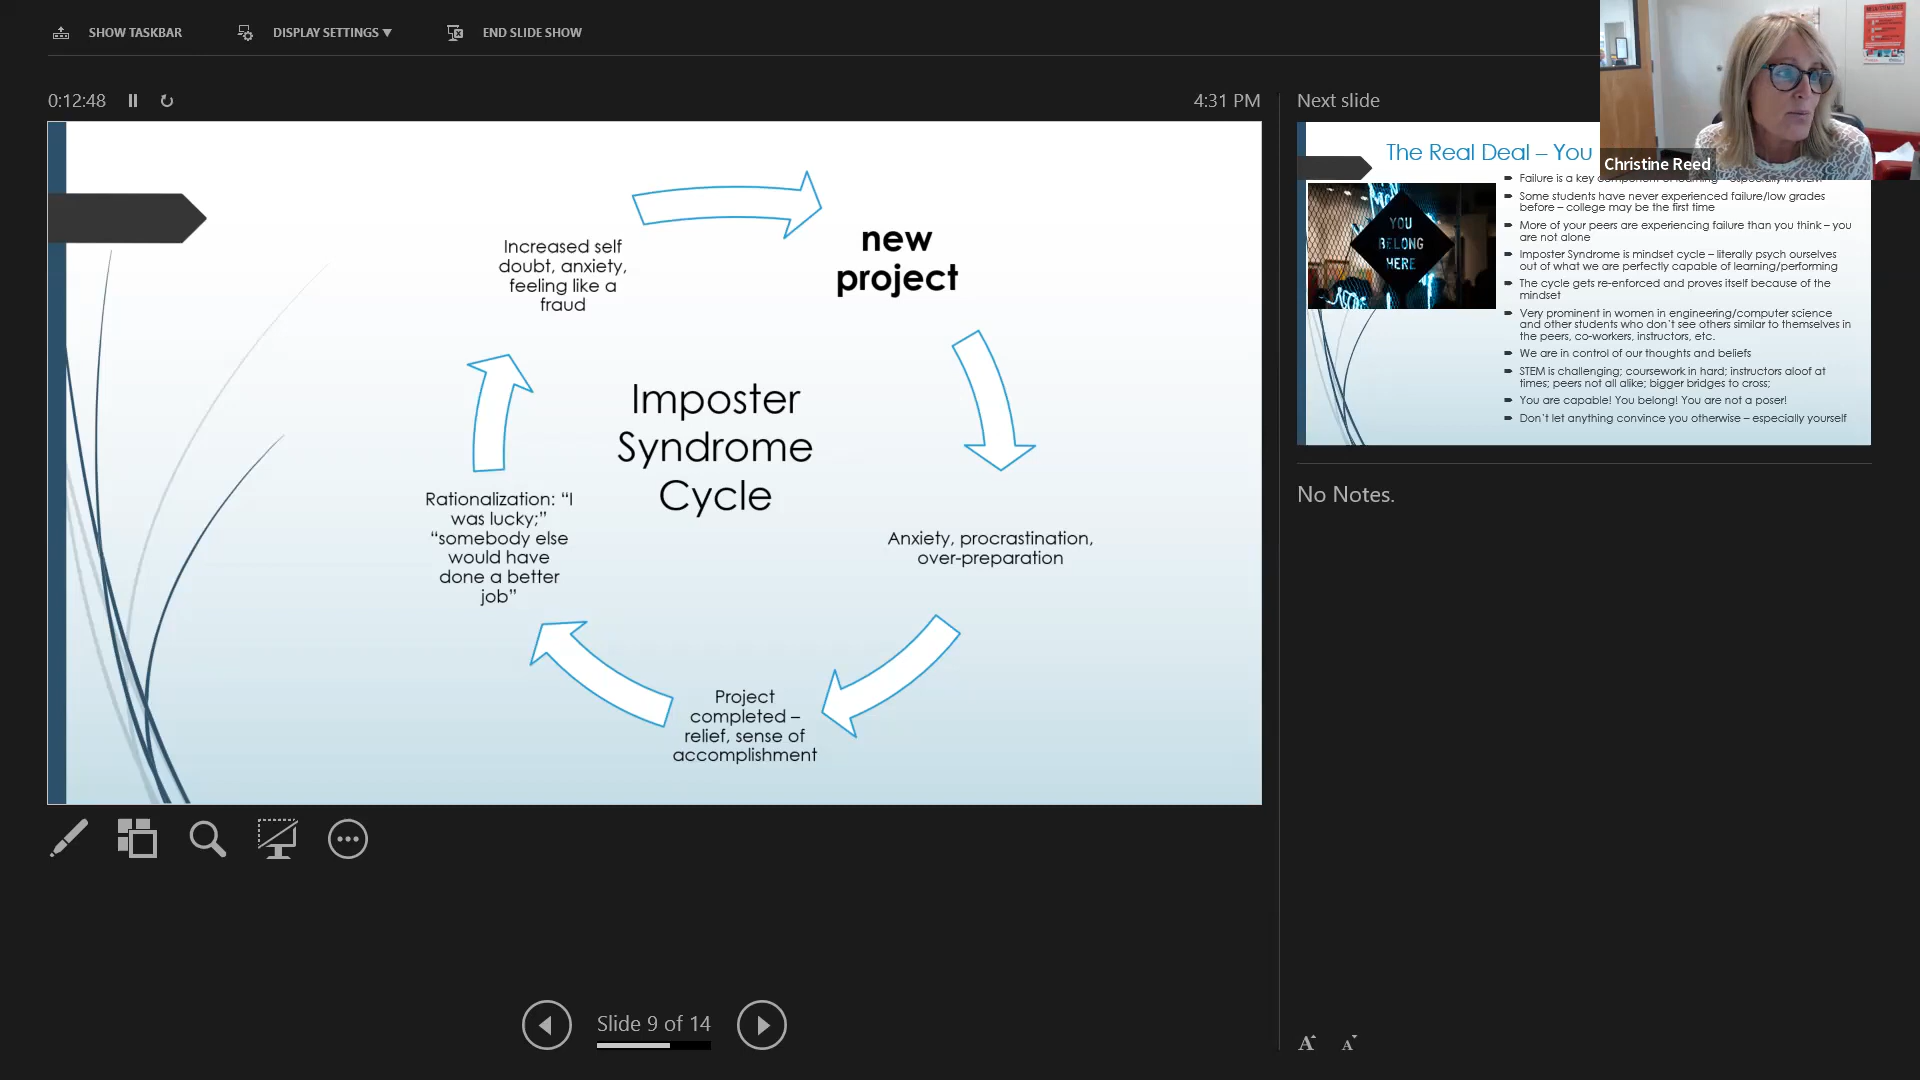 SHOW TASKBAR
DISPLAY SETTINGS ▼
END SLIDE SHOW
0:12:48
4:31 PM
Next slide
Christine Reed
Increased self
doubt, anxiety,
feeling like a
fraud
new
project
Imposter
Syndrome
Cycle
Rationalization: “I
was lucky;”
“somebody else
would have
done a better
job”
Anxiety, procrastination,
over-preparation
Project
completed –
relief, sense of
accomplishment
The Real Deal – You
YOU
BELONG
HERE
Failure is a key component of learning – especially in STEM
Some students have never experienced failure/low grades
before – college may be the first time
More of your peers are experiencing failure than you think – you
are not alone
Imposter Syndrome is mindset cycle – literally psych ourselves
out of what we are perfectly capable of learning/performing
The cycle gets re-enforced and proves itself because of the
mindset
Very prominent in women in engineering/computer science
and other students who don’t see others similar to themselves in
the peers, co-workers, instructors, etc.
We are in control of our thoughts and beliefs
STEM is challenging; coursework in hard; instructors aloof at
times; peers not all alike; bigger bridges to cross;
You are capable! You belong! You are not a poser!
Don’t let anything convince you otherwise – especially yourself
No Notes.
Slide 9 of 14
A A